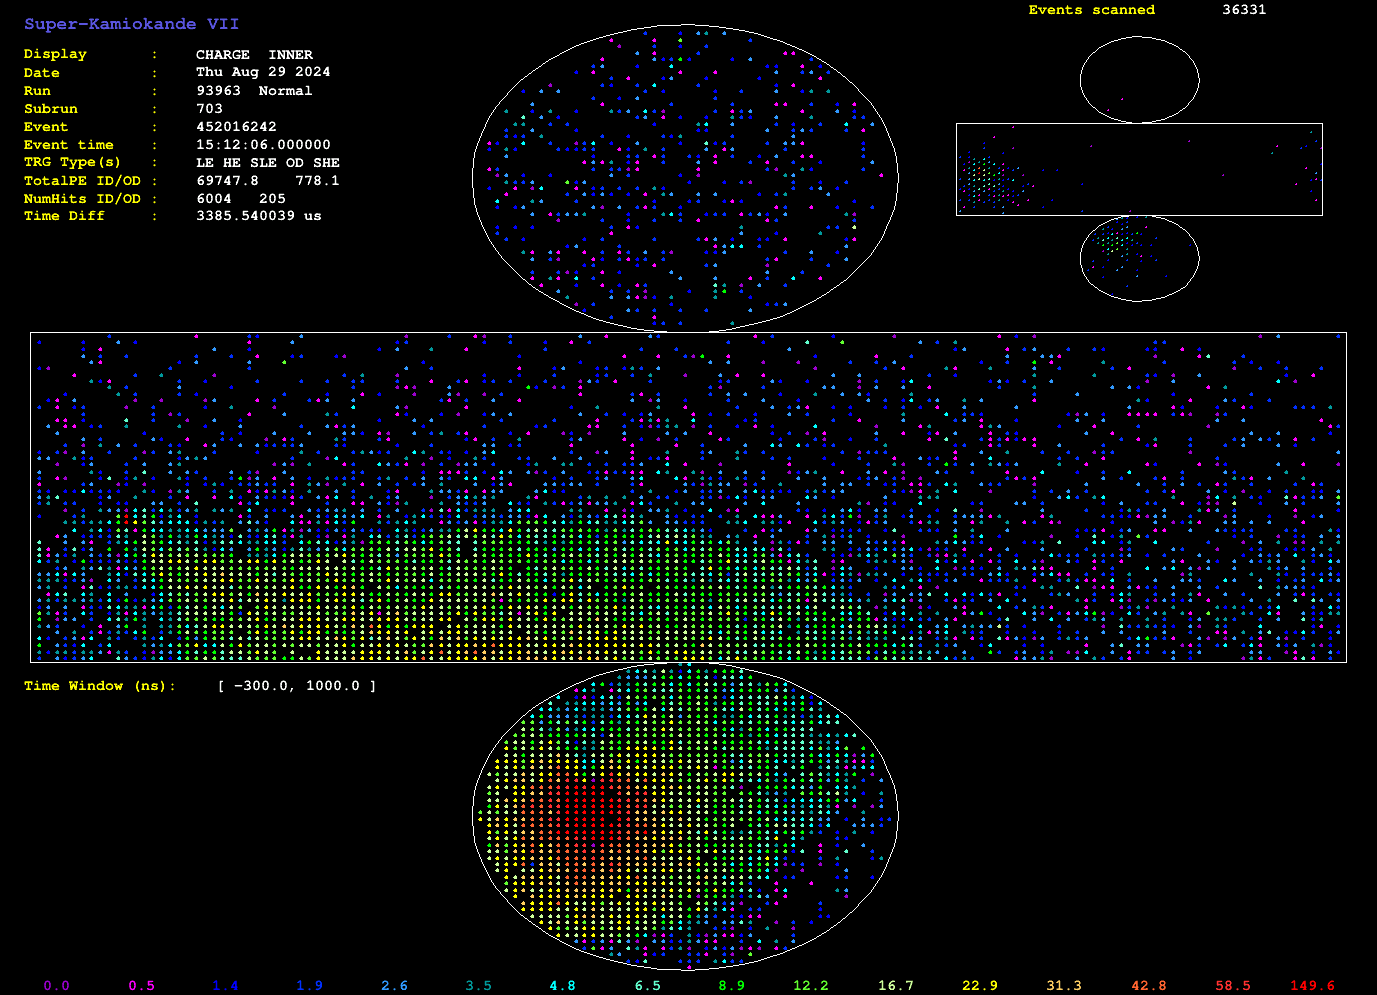 Super-Kamiokande VII
Events scanned 36331
Display : CHARGE INNER
Date : Thu Aug 29 2024
Run : 93963 Normal
Subrun : 703
Event : 452016242
Event time : 15:12:06.000000
TRG Type(s) : LE HE SLE OD SHE
TotalPE ID/OD : 69747.8 778.1
NumHits ID/OD : 6004 205
Time Diff : 3385.540039 us
Time Window (ns): [ -300.0, 1000.0 ]
0.0 0.5 1.4 1.9 2.6 3.5 4.8 6.5 8.9 12.2 16.7 22.9 31.3 42.8 58.5 149.6